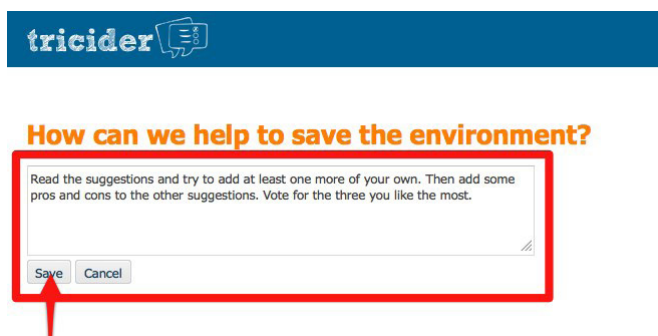 tricider
How can we help to save the environment?
Read the suggestions and try to add at least one more of your own. Then add some
pros and cons to the other suggestions. Vote for the three you like the most.
Save Cancel